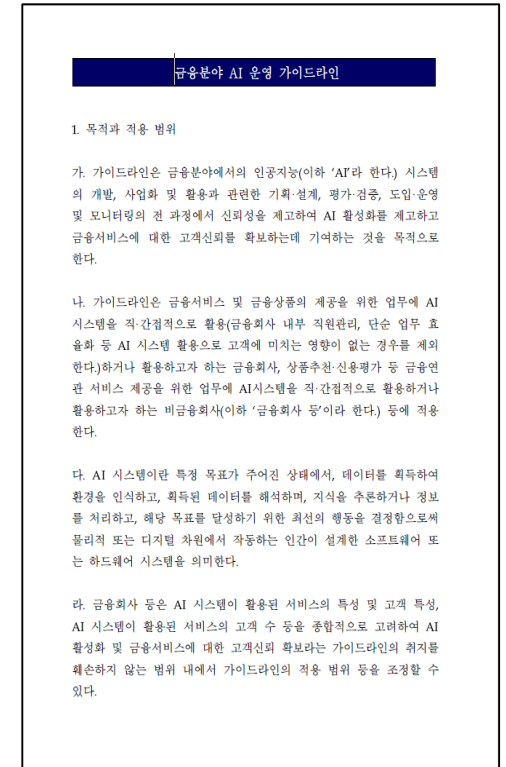 금융분야 AI 운영 가이드라인
1. 목적과 적용 범위
가. 가이드라인은 금융분야에서의 인공지능(이하 ‘AI’라 한다.) 시스템
의 개발, 사업화 및 활용과 관련한 기획·설계, 평가·검증, 도입·운영
및 모니터링의 전 과정에서 신뢰성을 제고하여 AI 활성화를 제고하고
금융서비스에 대한 고객신뢰를 확보하는데 기여하는 것을 목적으로
한다.
나. 가이드라인은 금융서비스 및 금융상품의 제공을 위한 업무에 AI
시스템을 직·간접적으로 활용(금융회사 내부 직원관리, 단순 업무 효
율화 등 AI 시스템 활용으로 고객에 미치는 영향이 없는 경우를 제외
한다.)하거나 활용하고자 하는 금융회사, 상품추천·신용평가 등 금융연
관 서비스 제공을 위한 업무에 AI시스템을 직·간접적으로 활용하거나
활용하고자 하는 비금융회사(이하 ‘금융회사 등’이라 한다.) 등에 적용
한다.
다. AI 시스템이란 특정 목표가 주어진 상태에서, 데이터를 획득하여
환경을 인식하고, 획득된 데이터를 해석하며, 지식을 추론하거나 정보
를 처리하고, 해당 목표를 달성하기 위한 최선의 행동을 결정함으로써
물리적 또는 디지털 차원에서 작동하는 인간이 설계한 소프트웨어 또
는 하드웨어 시스템을 의미한다.
라. 금융회사 등은 AI 시스템이 활용된 서비스의 특성 및 고객 특성,
AI 시스템이 활용된 서비스의 고객 수 등을 종합적으로 고려하여 AI
활성화 및 금융서비스에 대한 고객신뢰 확보라는 가이드라인의 취지를
훼손하지 않는 범위 내에서 가이드라인의 적용 범위 등을 조정할 수
있다.